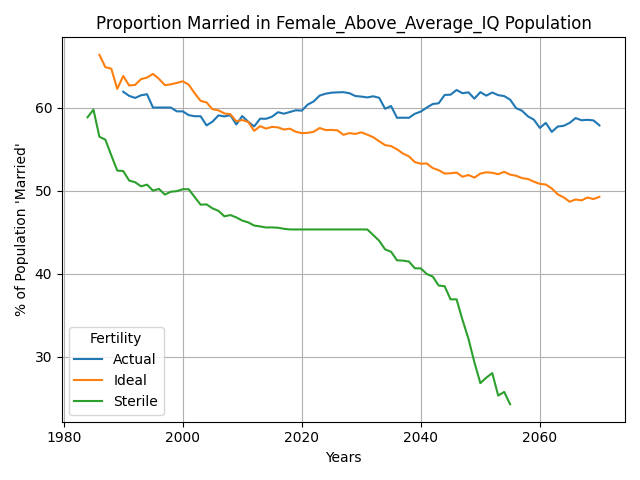 Proportion Married in Female_Above_Average_IQ Population
% of Population 'Married'
60
50
40
30
Fertility
Actual
Ideal
Sterile
1980
2000
2020
2040
2060
Years